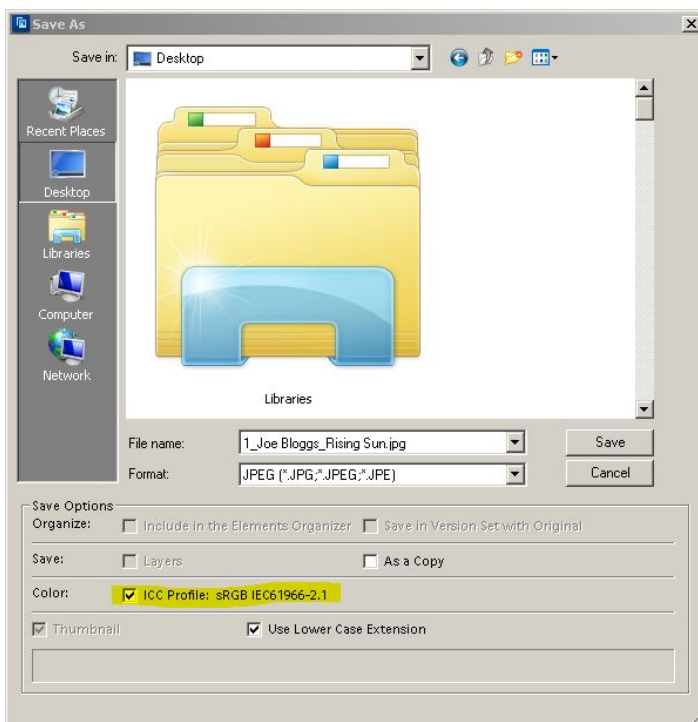 Save As
Save in: Desktop
Recent Places
Desktop
Libraries
Computer
Network
Libraries
File name: 1_Joe Bloggs_Rising Sun.jpg Save
Format: JPEG (*.JPG;*.JPEG;*.JPE) Cancel
Save Options
Organize: Include in the Elements Organizer Save in Version Set with Original
Save: Layers As a Copy
Color: ICC Profile: sRGB IEC61966-2.1
Thumbnail Use Lower Case Extension